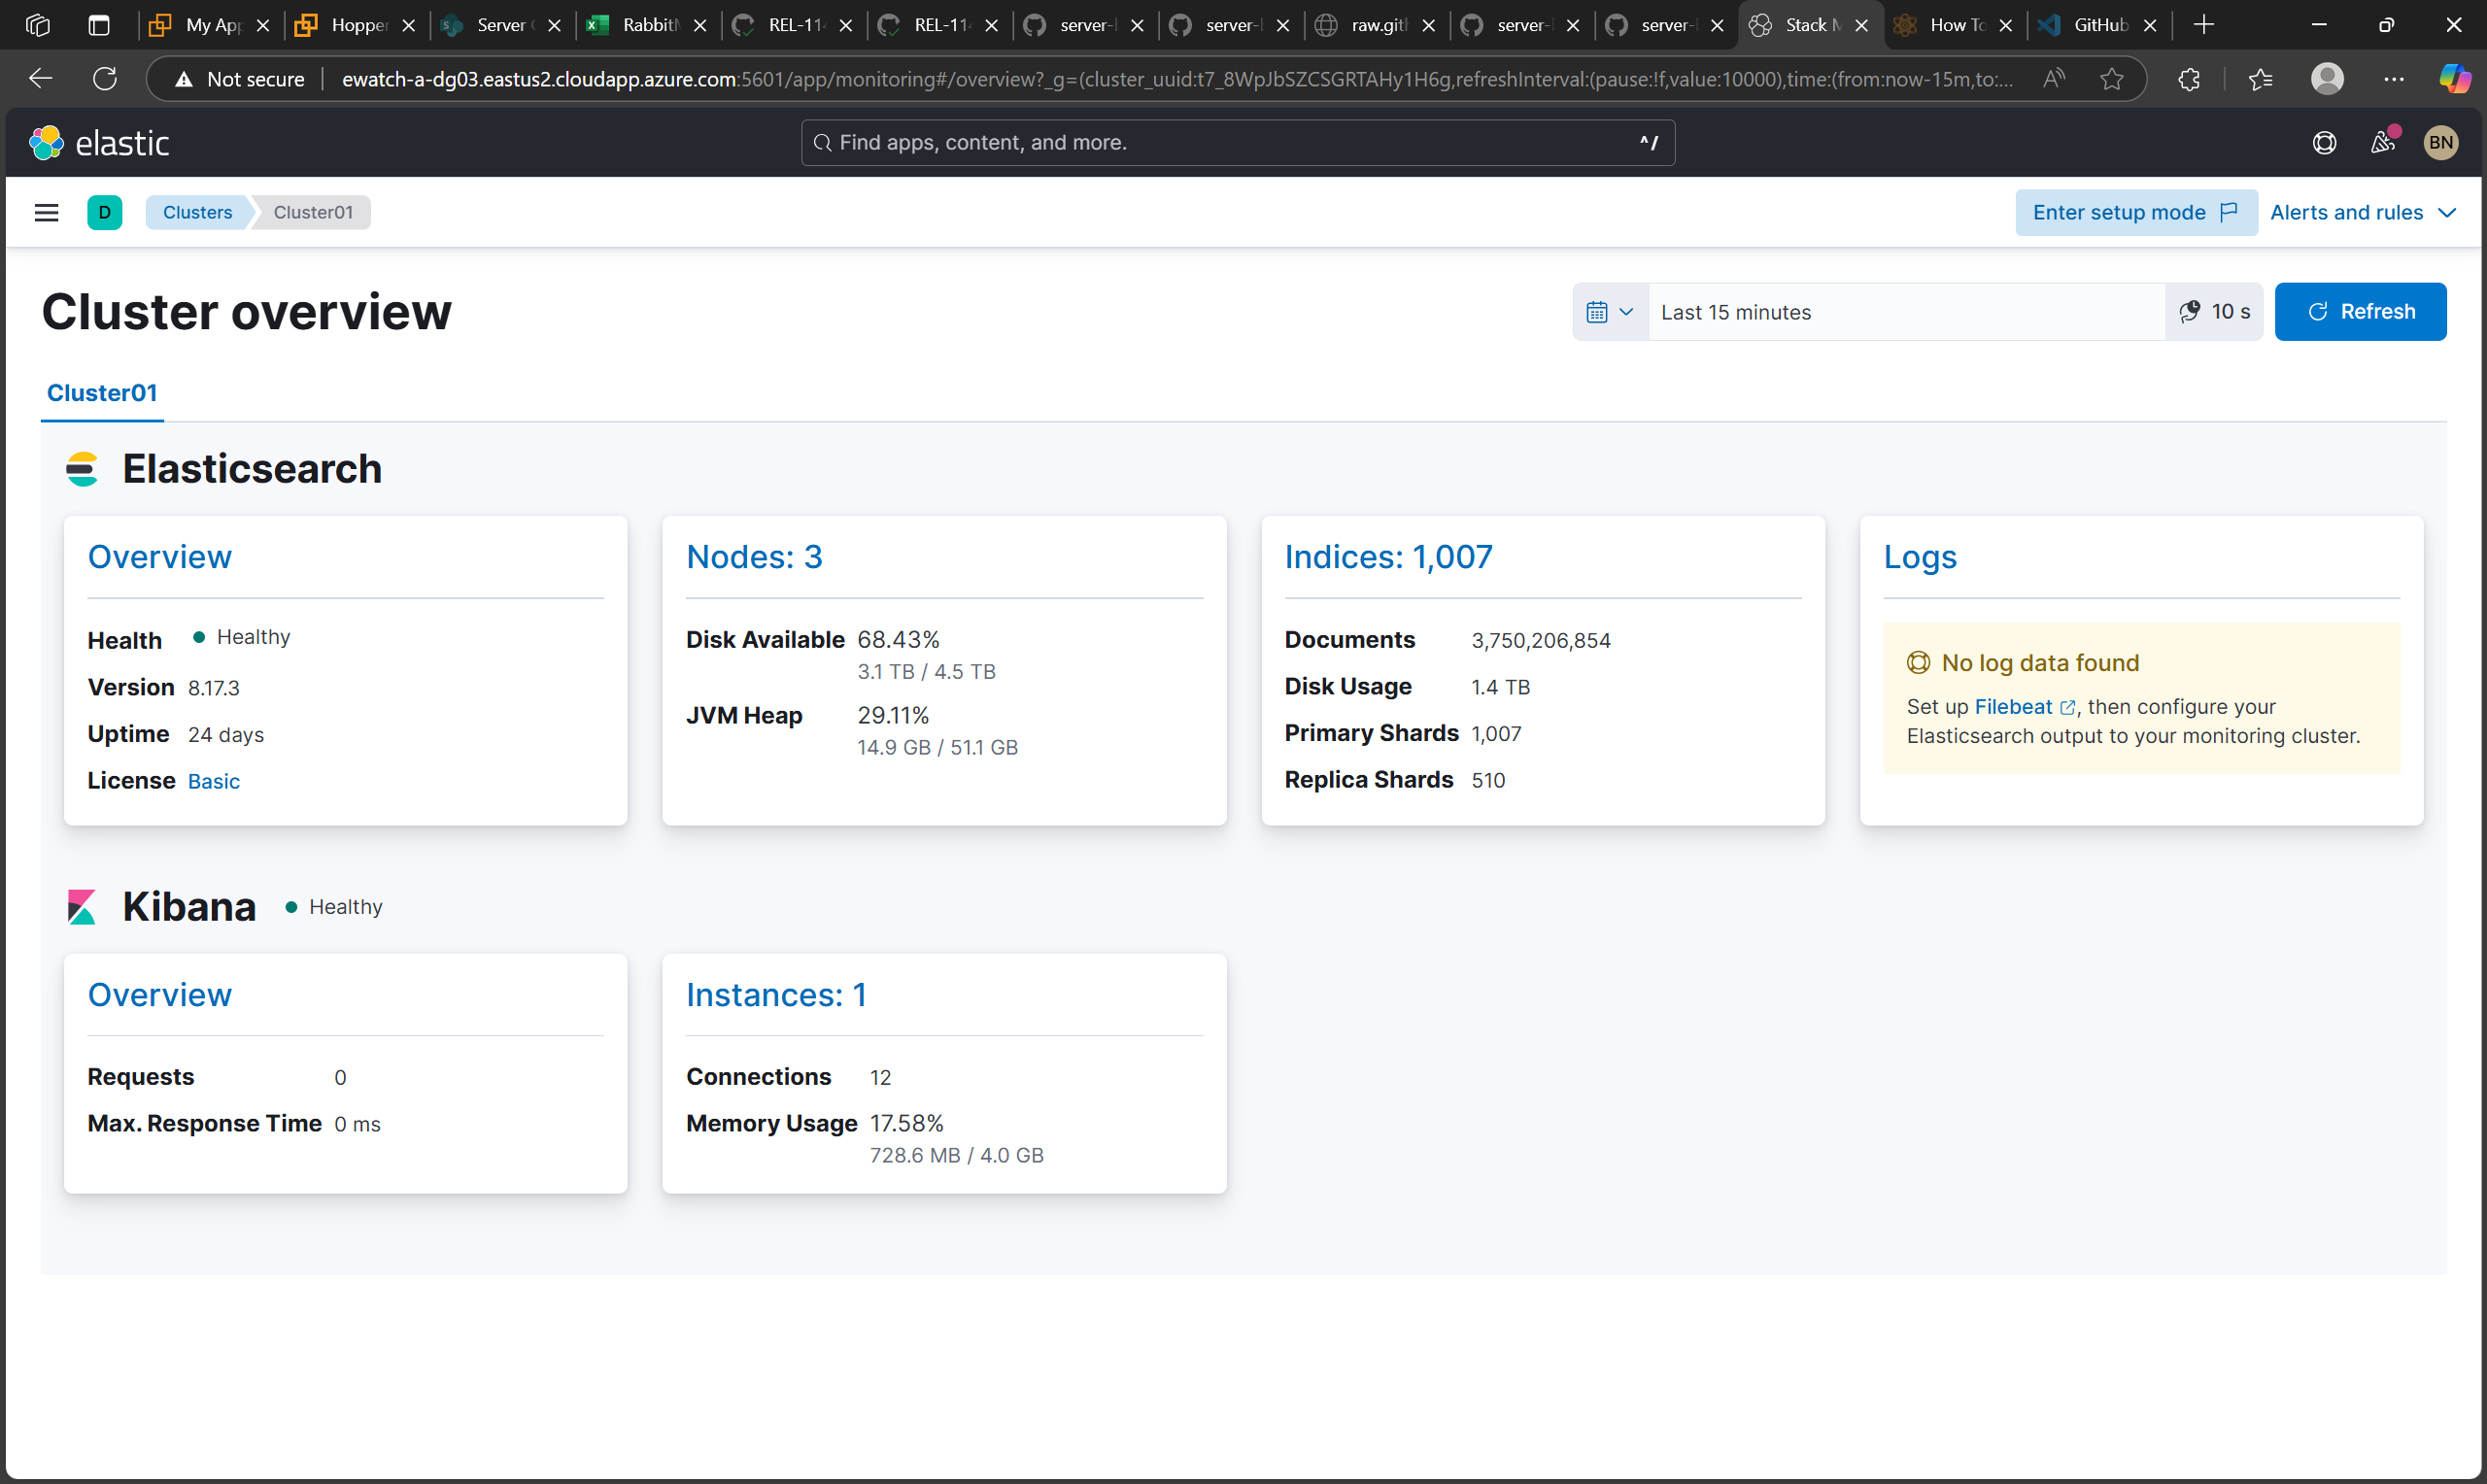 My Ap
Hopper
Server
Rabbit
REL-11
REL-11
server-
server-
raw.git
server-
server-
Stack M
How To
GitHub
Not secure
ewatch-a-dg03.eastus2.cloudapp.azure.com:5601/app/monitoring#/overview?_g=(cluster_uuid:t7_8WpJbSZCSGRTAHy1H6g,refreshInterval:(pause:!f,value:10000),time:(from:now-15m,to:...
elastic
Find apps, content, and more.
^/
BN
D
Clusters
Cluster01
Enter setup mode
Alerts and rules
Cluster overview
Last 15 minutes
10 s
Refresh
Cluster01
Elasticsearch
Overview
Health Healthy
Version 8.17.3
Uptime 24 days
License Basic
Nodes: 3
Disk Available 68.43%
3.1 TB / 4.5 TB
JVM Heap 29.11%
14.9 GB / 51.1 GB
Indices: 1,007
Documents 3,750,206,854
Disk Usage 1.4 TB
Primary Shards 1,007
Replica Shards 510
Logs
No log data found
Set up Filebeat, then configure your
Elasticsearch output to your monitoring cluster.
Kibana Healthy
Overview
Requests 0
Max. Response Time 0 ms
Instances: 1
Connections 12
Memory Usage 17.58%
728.6 MB / 4.0 GB